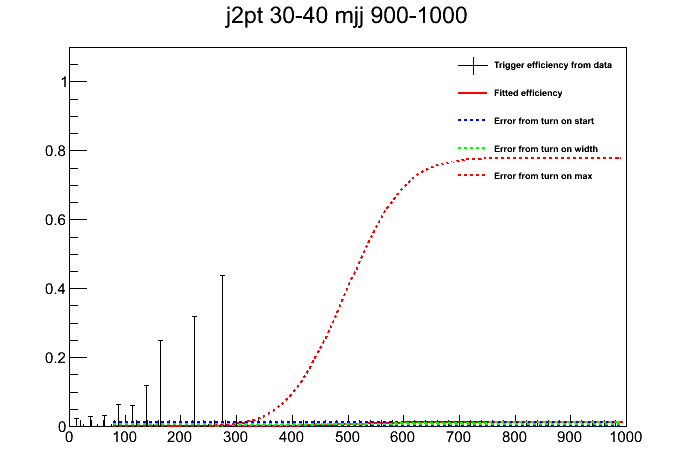 j2pt 30-40 mjj 900-1000
Trigger efficiency from data
Fitted efficiency
Error from turn on start
Error from turn on width
Error from turn on max
1
0.8
0.6
0.4
0.2
0
0 100 200 300 400 500 600 700 800 900 1000